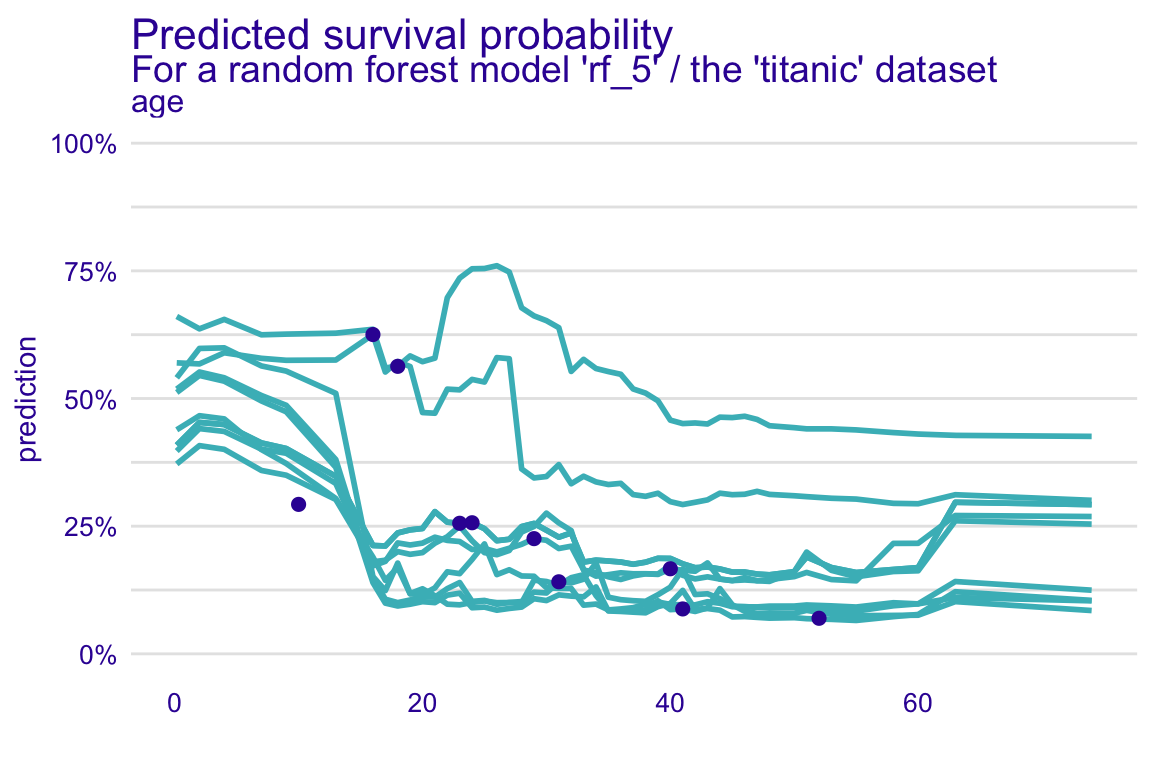 Predicted survival probability
For a random forest model 'rf_5' / the 'titanic' dataset
age
100%
75%
50%
25%
0%
prediction
0 20 40 60